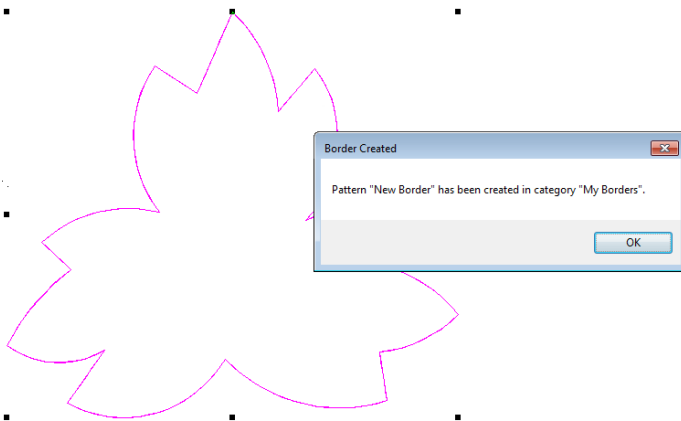 Border Created
Pattern "New Border" has been created in category "My Borders".
OK